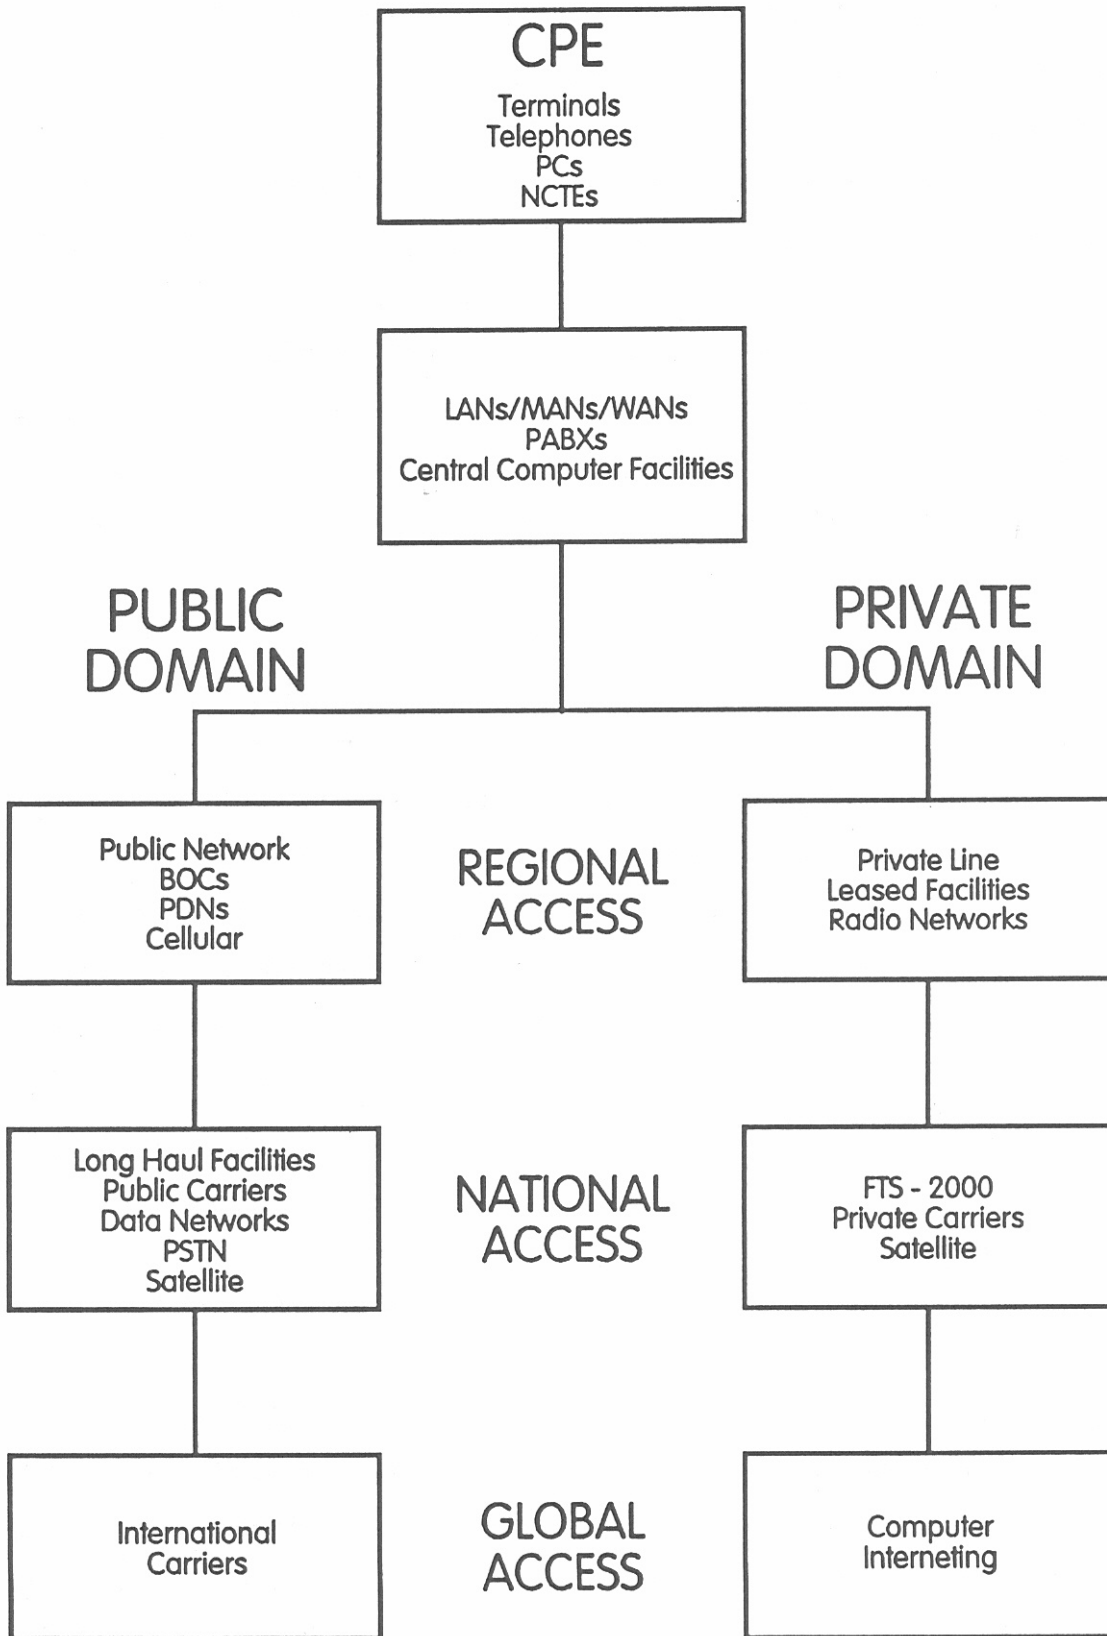 CPE
Terminals
Telephones
PCs
NCTEs
LANs/MANs/WANs
PABXs
Central Computer Facilities
PUBLIC
DOMAIN
PRIVATE
DOMAIN
Public Network
BOCs
PDNs
Cellular
REGIONAL
ACCESS
Private Line
Leased Facilities
Radio Networks
Long Haul Facilities
Public Carriers
Data Networks
PSTN
Satellite
NATIONAL
ACCESS
FTS - 2000
Private Carriers
Satellite
International
Carriers
GLOBAL
ACCESS
Computer
Interneting